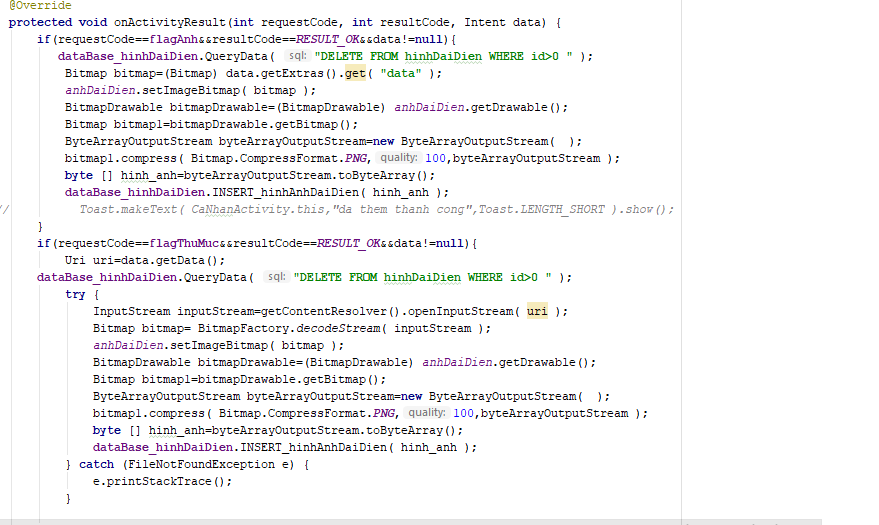 @Override
protected void onActivityResult(int requestCode, int resultCode, Intent data) {
if(requestCode==flagAnh&&resultCode==RESULT_OK&&data!=null){
dataBase_hinhDaiDien.QueryData( sql: "DELETE FROM hinhDaiDien WHERE id>0 " );
Bitmap bitmap=(Bitmap) data.getExtras().get( "data" );
anhDaiDien.setImageBitmap( bitmap );
BitmapDrawable bitmapDrawable=(BitmapDrawable) anhDaiDien.getDrawable();
Bitmap bitmap1=bitmapDrawable.getBitmap();
ByteArrayOutputStream byteArrayOutputStream=new ByteArrayOutputStream(  );
bitmap1.compress( Bitmap.CompressFormat.PNG, quality: 100,byteArrayOutputStream );
byte [] hinh_anh=byteArrayOutputStream.toByteArray();
dataBase_hinhDaiDien.INSERT_hinhAnhDaiDien( hinh_anh );
// Toast.makeText( CaNhanActivity.this,"da them thanh cong",Toast.LENGTH_SHORT ).show();
}
if(requestCode==flagThuMuc&&resultCode==RESULT_OK&&data!=null){
Uri uri=data.getData();
dataBase_hinhDaiDien.QueryData( sql: "DELETE FROM hinhDaiDien WHERE id>0 " );
try {
InputStream inputStream=getContentResolver().openInputStream( uri );
Bitmap bitmap= BitmapFactory.decodeStream( inputStream );
anhDaiDien.setImageBitmap( bitmap );
BitmapDrawable bitmapDrawable=(BitmapDrawable) anhDaiDien.getDrawable();
Bitmap bitmap1=bitmapDrawable.getBitmap();
ByteArrayOutputStream byteArrayOutputStream=new ByteArrayOutputStream(  );
bitmap1.compress( Bitmap.CompressFormat.PNG, quality: 100,byteArrayOutputStream );
byte [] hinh_anh=byteArrayOutputStream.toByteArray();
dataBase_hinhDaiDien.INSERT_hinhAnhDaiDien( hinh_anh );
} catch (FileNotFoundException e) {
e.printStackTrace();
}